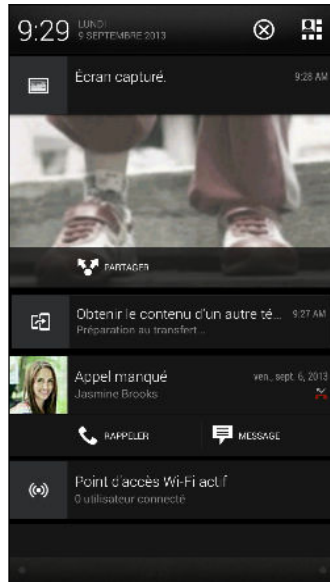 9:29
LUNDI
9 SEPTEMBRE 2013
Écran capturé.
9:28 AM
PARTAGER
Obtenir le contenu d'un autre té...
9:27 AM
Préparation au transfert...
Appel manqué
ven., sept. 6, 2013
Jasmine Brooks
RAPPELER
MESSAGE
Point d'accès Wi-Fi actif
0 utilisateur connecté